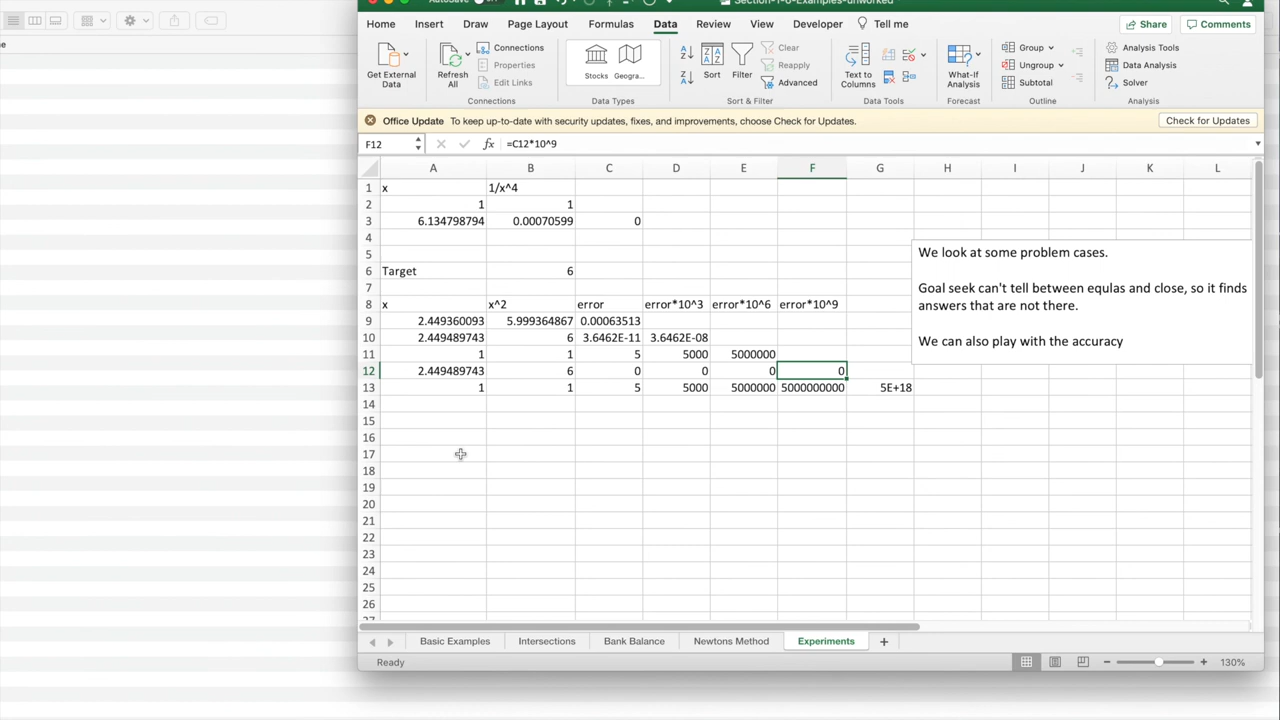 e
AutoSave
Section-1-6-Examples-unworked
Home Insert Draw Page Layout Formulas Data Review View Developer Tell me Share Comments
Get External Data
Refresh All
Connections
Properties
Edit Links
Connections
Stocks Geogra...
Data Types
Sort
Filter
Clear
Reapply
Advanced
Sort & Filter
Text to Columns
Data Tools
What-If Analysis
Forecast
Group
Ungroup
Subtotal
Outline
Analysis Tools
Data Analysis
Solver
Analysis
Office Update To keep up-to-date with security updates, fixes, and improvements, choose Check for Updates. Check for Updates
F12 fx =C12*10^9
A B C D E F G H I J K L
1 x 1/x^4
2 1 1
3 6.134798794 0.00070599 0
4
5
6 Target 6
7
8 x x^2 error error*10^3 error*10^6 error*10^9
9 2.449360093 5.999364867 0.00063513
10 2.449489743 6 3.6462E-11 3.6462E-08
11 1 1 5 5000 5000000
12 2.449489743 6 0 0 0 0
13 1 1 5 5000 5000000 5000000000 5E+18
14
15
16
17
18
19
20
21
22
23
24
25
26
27
We look at some problem cases.
Goal seek can't tell between equlas and close, so it finds
answers that are not there.
We can also play with the accuracy
Basic Examples Intersections Bank Balance Newtons Method Experiments +
Ready 130%